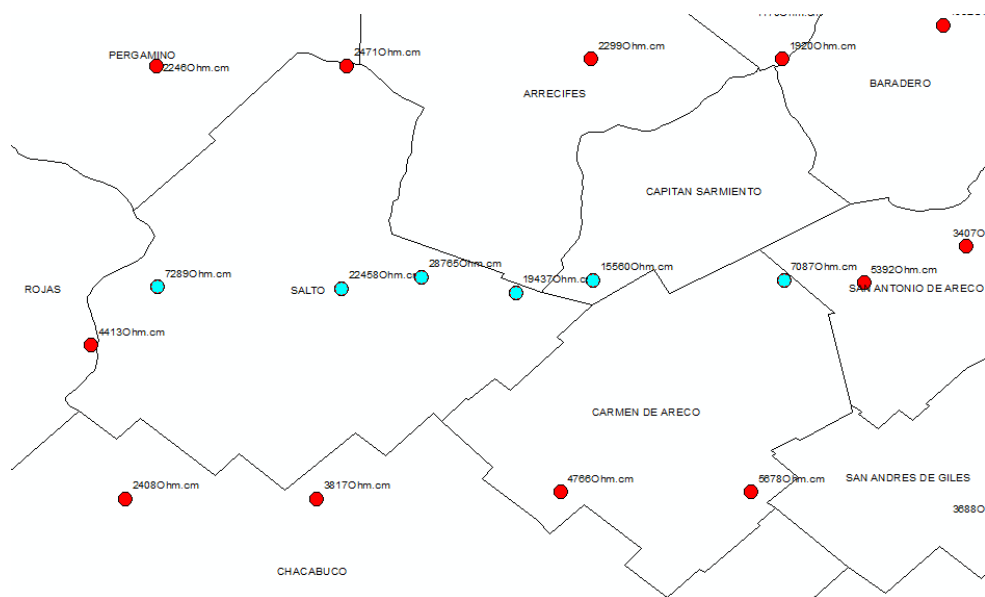 PERGAMINO
2246Ohm.cm
2471Ohm.cm
2299Ohm.cm
1920Ohm.cm
ARRECIFES
BARADERO
CAPITAN SARMIENTO
3407O
7289Ohm.cm
22458Ohm.cm
28765Ohm.cm
19437Ohm.cm
15560Ohm.cm
7087Ohm.cm
5392Ohm.cm
ROJAS
SALTO
SAN ANTONIO DE ARECO
4413Ohm.cm
CARMEN DE ARECO
2408Ohm.cm
3817Ohm.cm
4766Ohm.cm
5678Ohm.cm
SAN ANDRES DE GILES
3688O
CHACABUCO